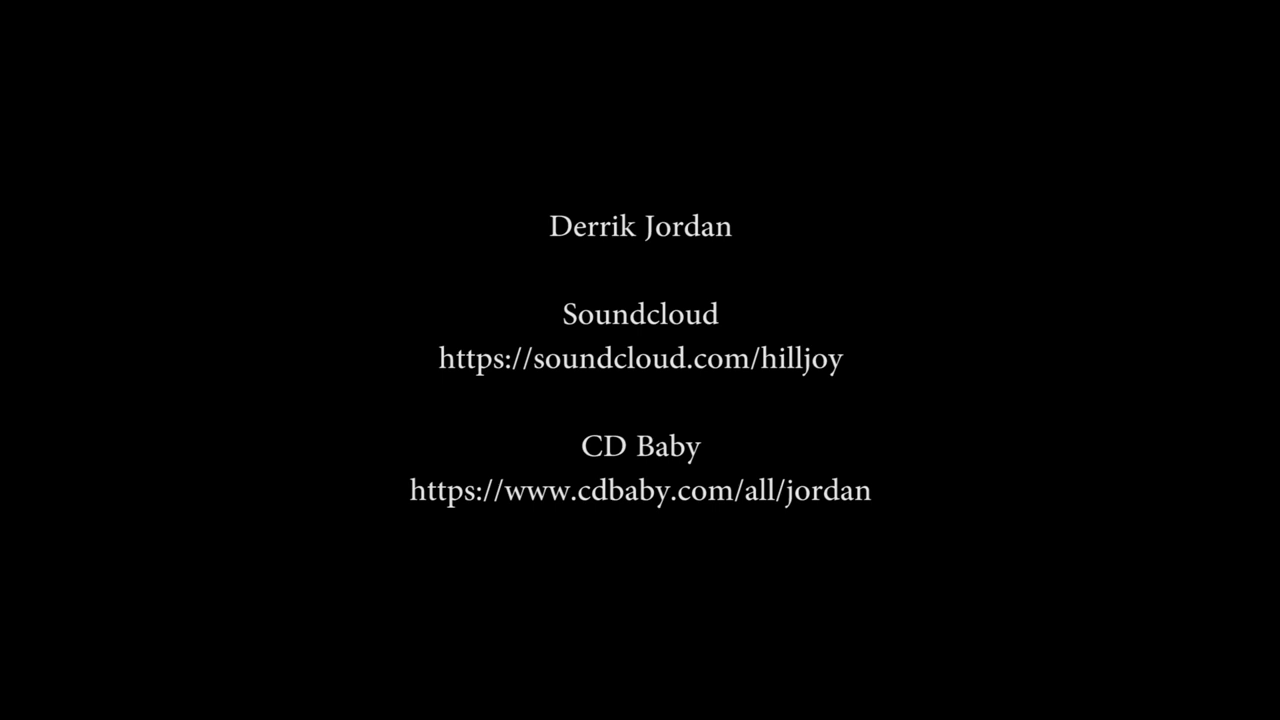 Derrik Jordan
Soundcloud
https://soundcloud.com/hilljoy
CD Baby
https://www.cdbaby.com/all/jordan